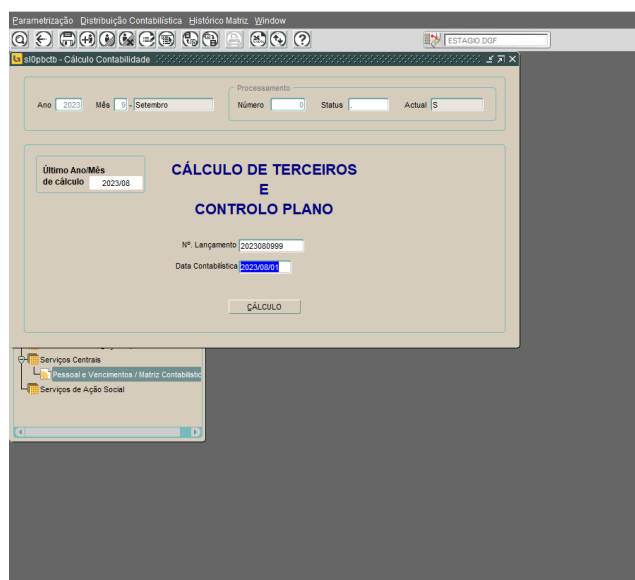 Parametrização Distribuição Contabilística Histórico Matriz Window
ESTAGIO.DGF
sl0pbctb - Cálculo Contabilidade
Processamento
Ano 2023 Mês 9 - Setembro Número 0 Status . Actual S
Último Ano/Mês
de cálculo 2023/08
CÁLCULO DE TERCEIROS
E
CONTROLO PLANO
Nº. Lançamento 2023080999
Data Contabilística 2023/08/01
CÁLCULO
Serviços Centrais
Pessoal e Vencimentos / Matriz Contabilístic
Serviços de Ação Social